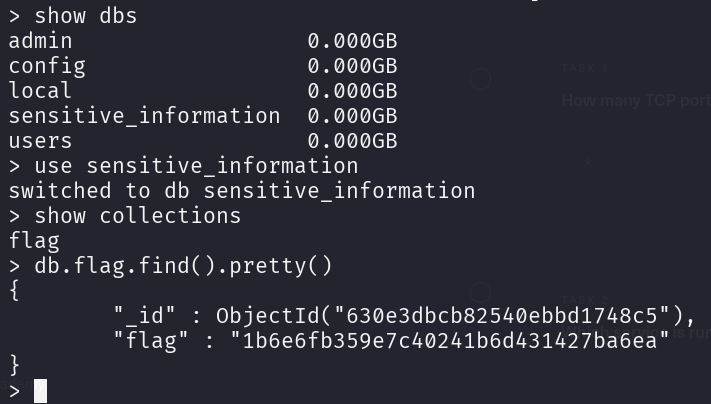 > show dbs
admin                  0.000GB
config                 0.000GB
local                  0.000GB
sensitive_information  0.000GB
users                  0.000GB
> use sensitive_information
switched to db sensitive_information
> show collections
flag
> db.flag.find().pretty()
{
        "_id" : ObjectId("630e3dbcb82540ebbd1748c5"),
        "flag" : "1b6e6fb359e7c40241b6d431427ba6ea"
}
>
TASK 1
How many TCP port
TASK 2